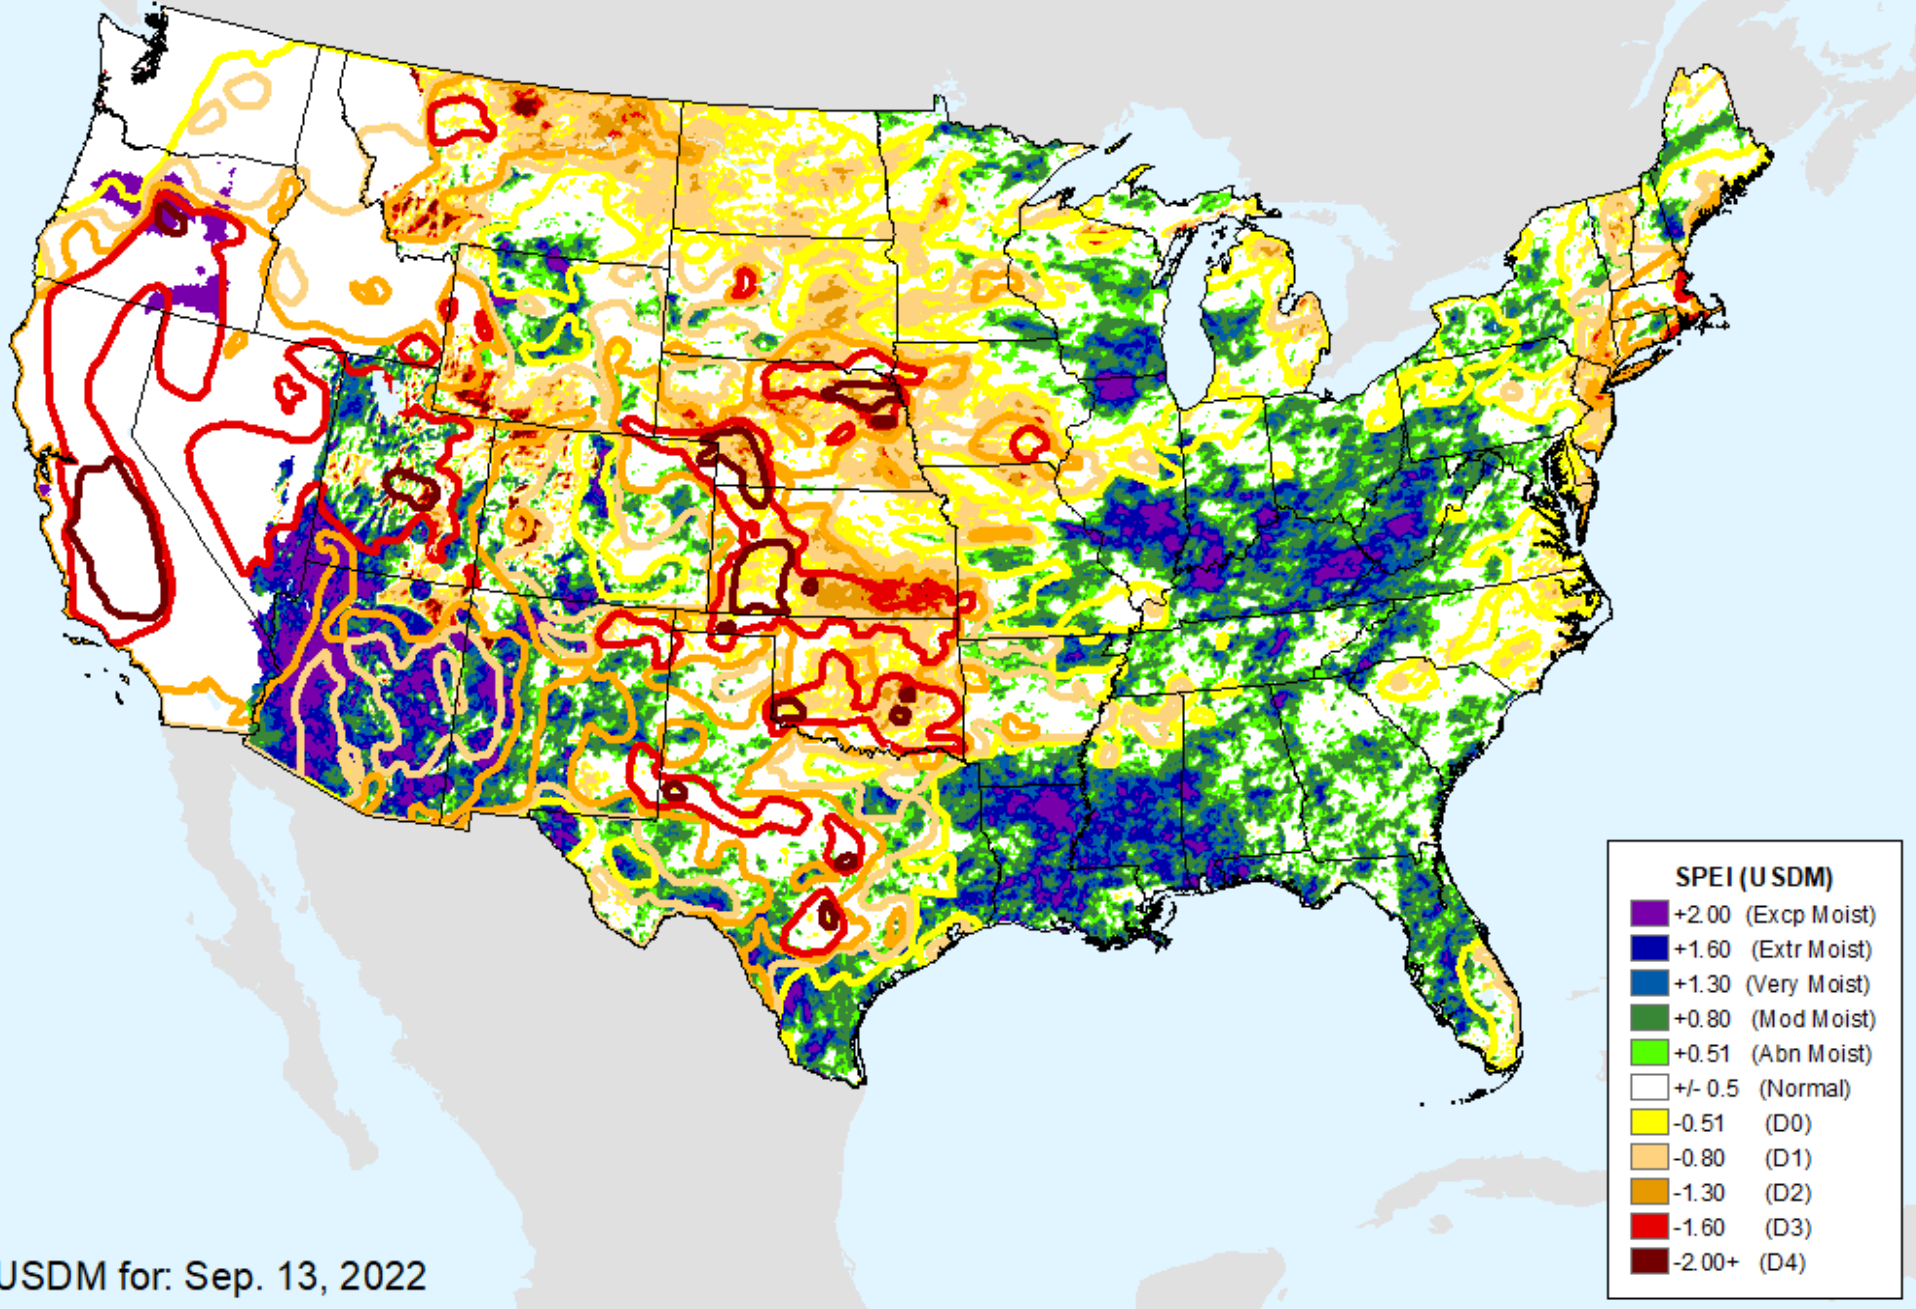 SPEI (USDM)
+2.00 (Excp Moist)
+1.60 (Extr Moist)
+1.30 (Very Moist)
+0.80 (Mod Moist)
+0.51 (Abn Moist)
+/- 0.5 (Normal)
-0.51 (D0)
-0.80 (D1)
-1.30 (D2)
-1.60 (D3)
-2.00+ (D4)
USDM for: Sep. 13, 2022